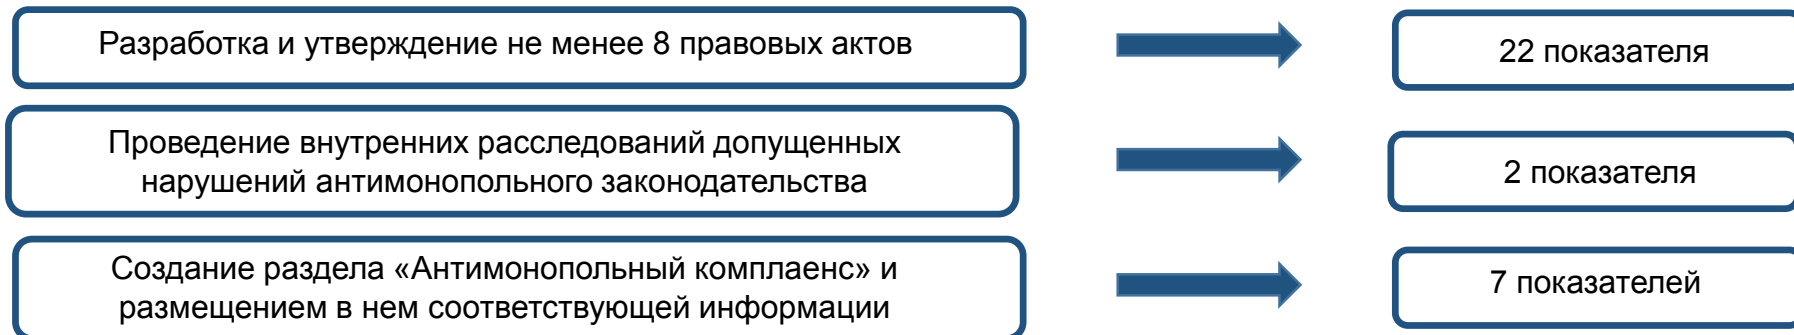 Разработка и утверждение не менее 8 правовых актов
22 показателя
Проведение внутренних расследований допущенных
нарушений антимонопольного законодательства
2 показателя
Создание раздела «Антимонопольный комплаенс» и
размещением в нем соответствующей информации
7 показателей